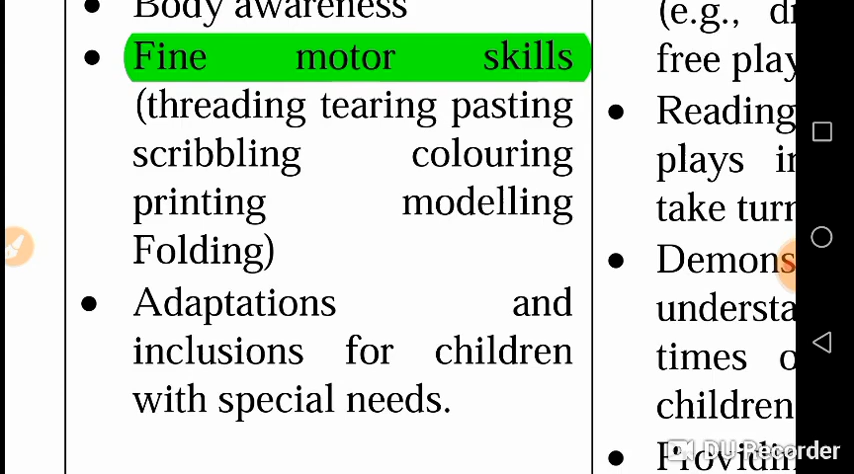 Body awareness
Fine motor skills
(threading tearing pasting
scribbling colouring
printing modelling
Folding)
Adaptations and
inclusions for children
with special needs.
(e.g.,
free play
Reading
plays
take turn
understa
times
children
DU Recorder